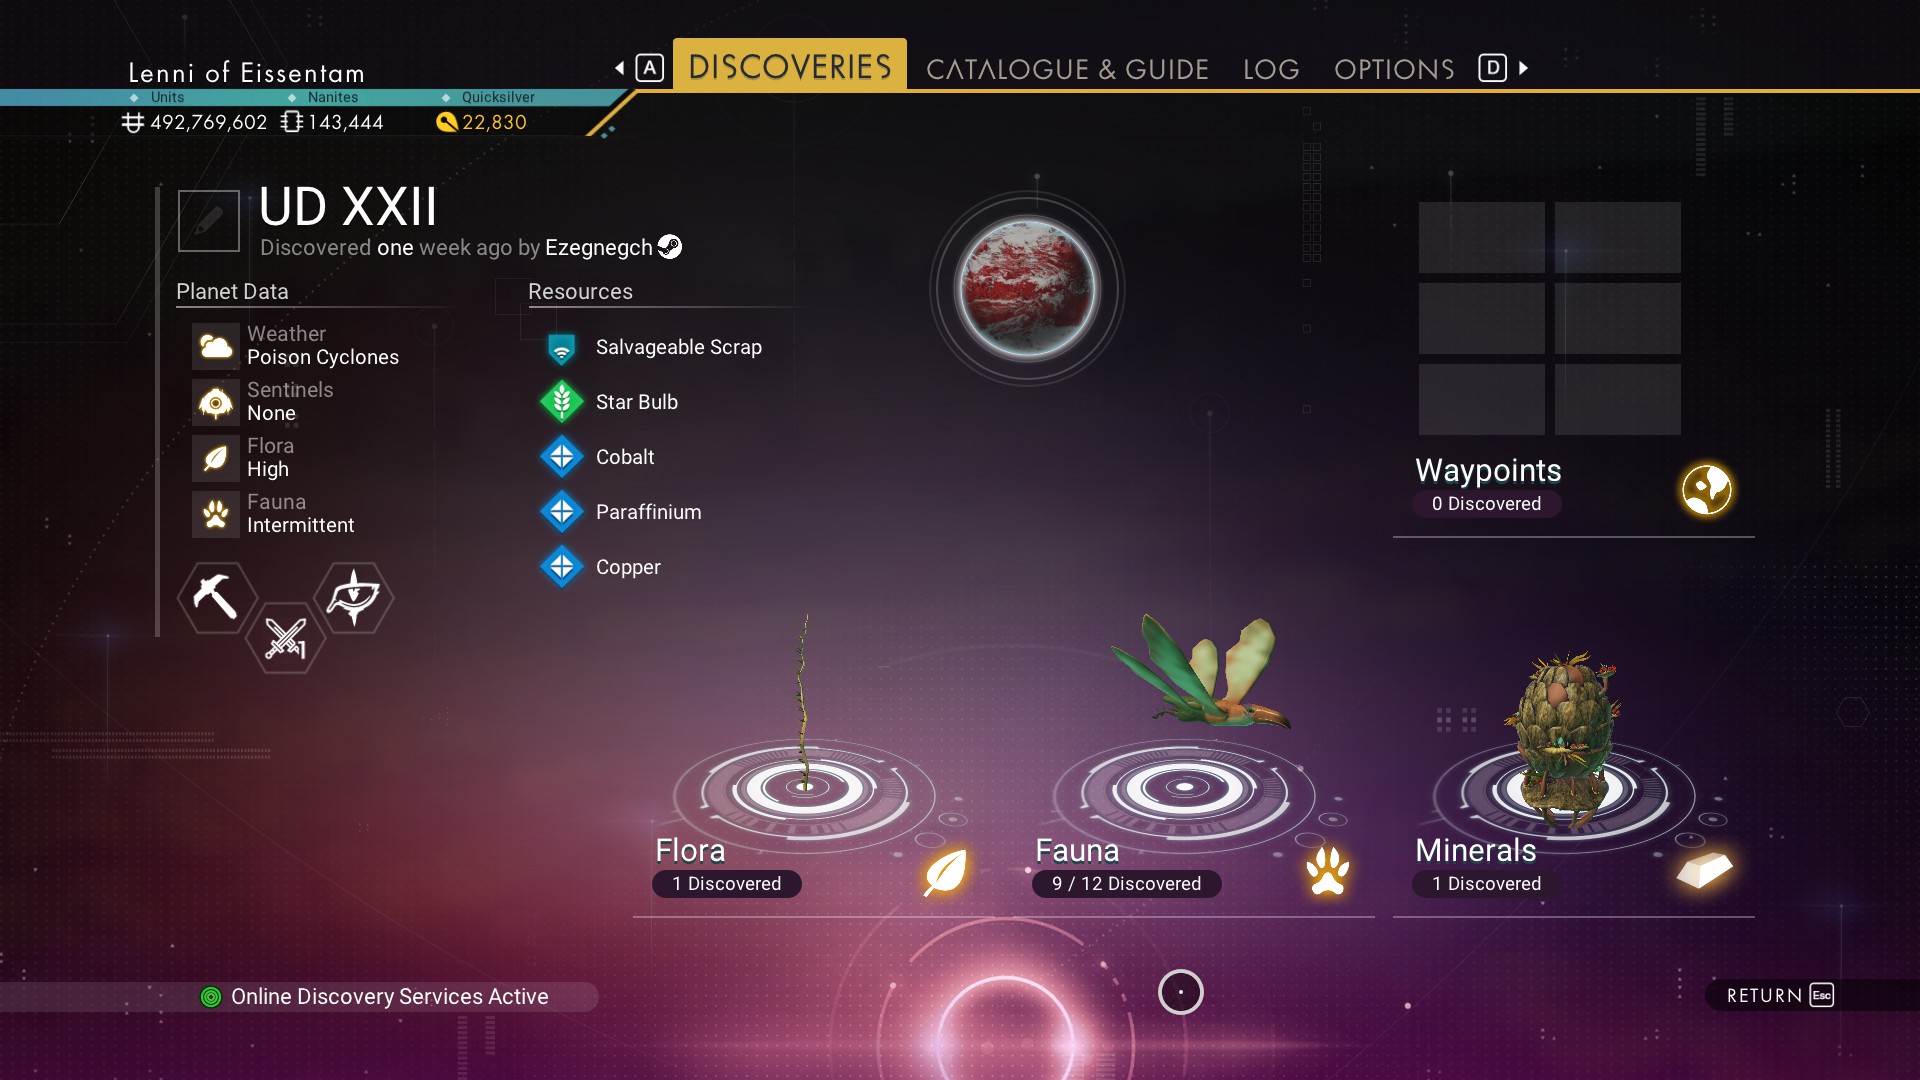 Lenni of Eissentam
Units Nanites Quicksilver
492,769,602 143,444 22,830
A DISCOVERIES CATALOGUE & GUIDE LOG OPTIONS D
UD XXII
Discovered one week ago by Ezegnegch
Planet Data
Weather
Poison Cyclones
Sentinels
None
Flora
High
Fauna
Intermittent
Resources
Salvageable Scrap
Star Bulb
Cobalt
Paraffinium
Copper
Waypoints
0 Discovered
Flora
1 Discovered
Fauna
9 / 12 Discovered
Minerals
1 Discovered
Online Discovery Services Active
RETURN Esc